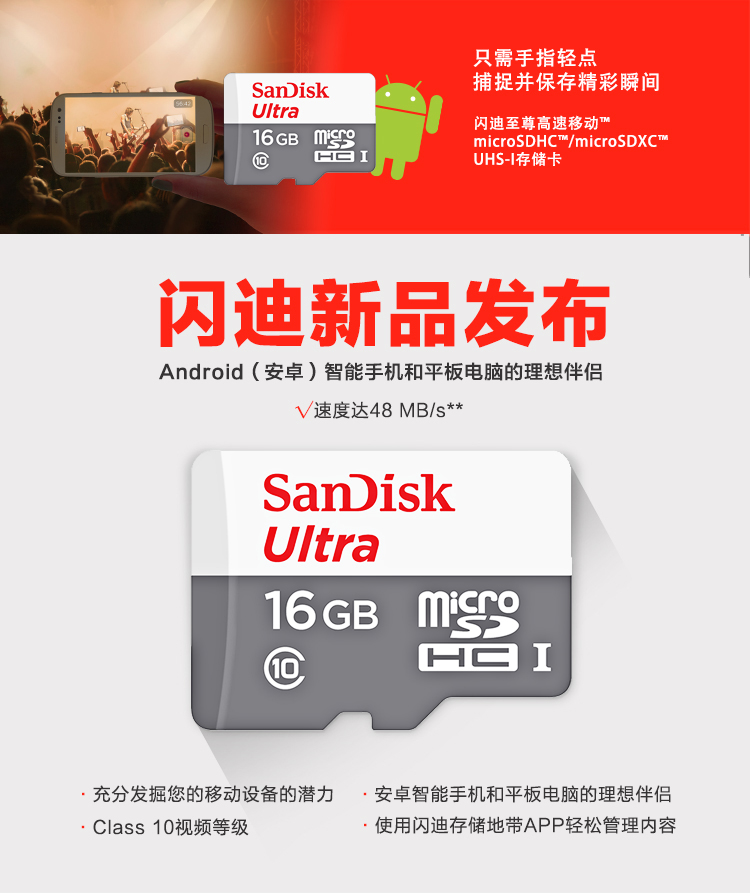 只需手指轻点
捕捉并保存精彩瞬间
闪迪至尊高速移动™
microSDHC™/microSDXC™
UHS-I存储卡
SanDisk
Ultra
16GB micro SD
10 HC I
闪迪新品发布
Android（安卓）智能手机和平板电脑的理想伴侣
√速度达48 MB/s**
SanDisk
Ultra
16GB micro SD
10 HC I
· 充分发掘您的移动设备的潜力 · 安卓智能手机和平板电脑的理想伴侣
· Class 10视频等级 · 使用闪迪存储地带APP轻松管理内容